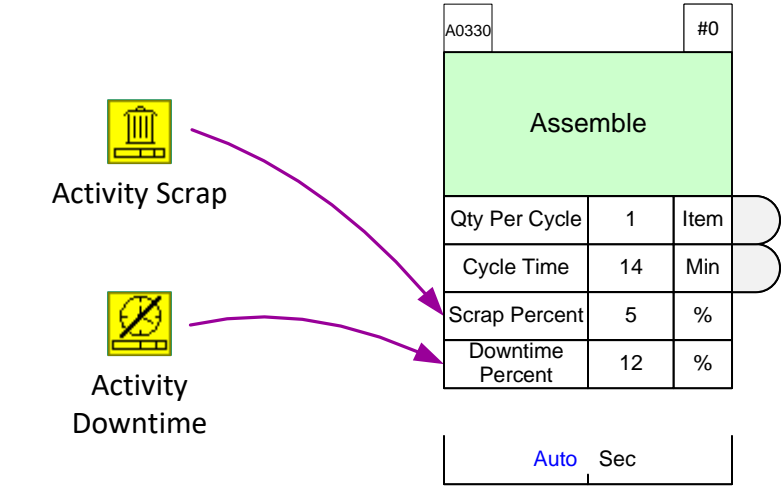 A0330 #0
Assemble
Activity Scrap
Qty Per Cycle 1 Item
Cycle Time 14 Min
Scrap Percent 5 %
Downtime
Percent 12 %
Activity
Downtime
Auto Sec